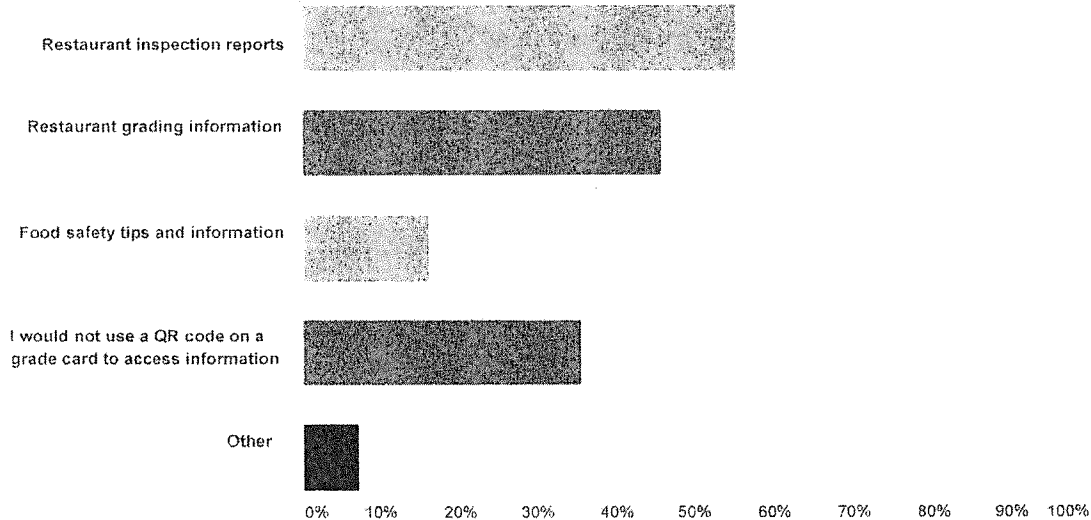 Restaurant inspection reports
Restaurant grading information
Food safety tips and information
I would not use a QR code on a
grade card to access information
Other
0% 10% 20% 30% 40% 50% 60% 70% 80% 90% 100%